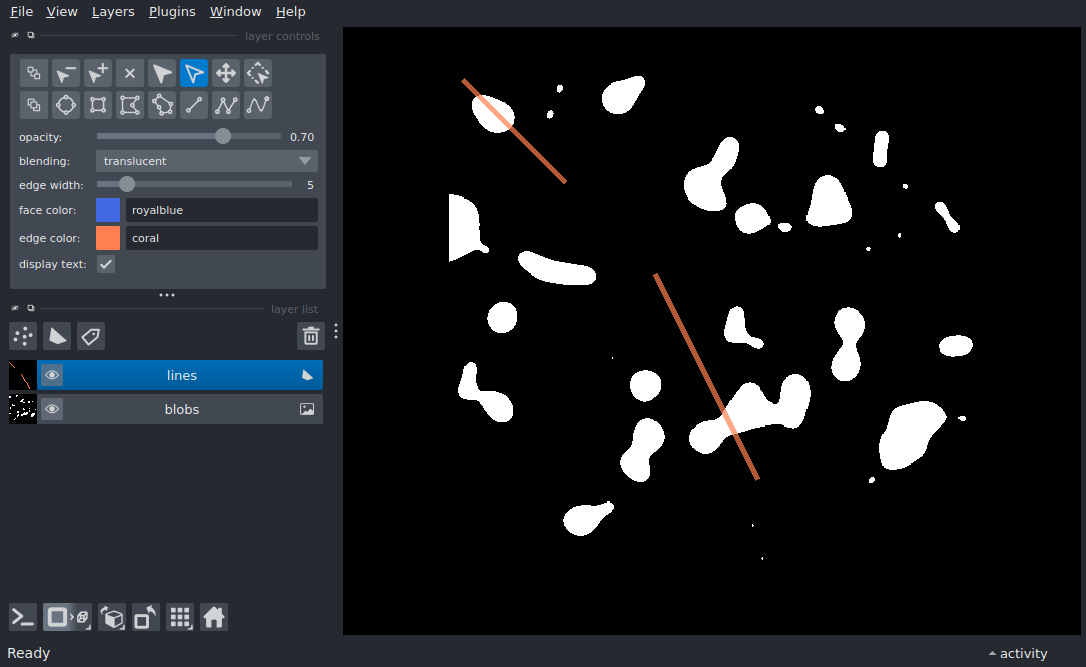 File View Layers Plugins Window Help
layer controls
opacity: 0.70
blending: translucent
edge width: 5
face color: royalblue
edge color: coral
display text:
layer list
lines
blobs
Ready
activity